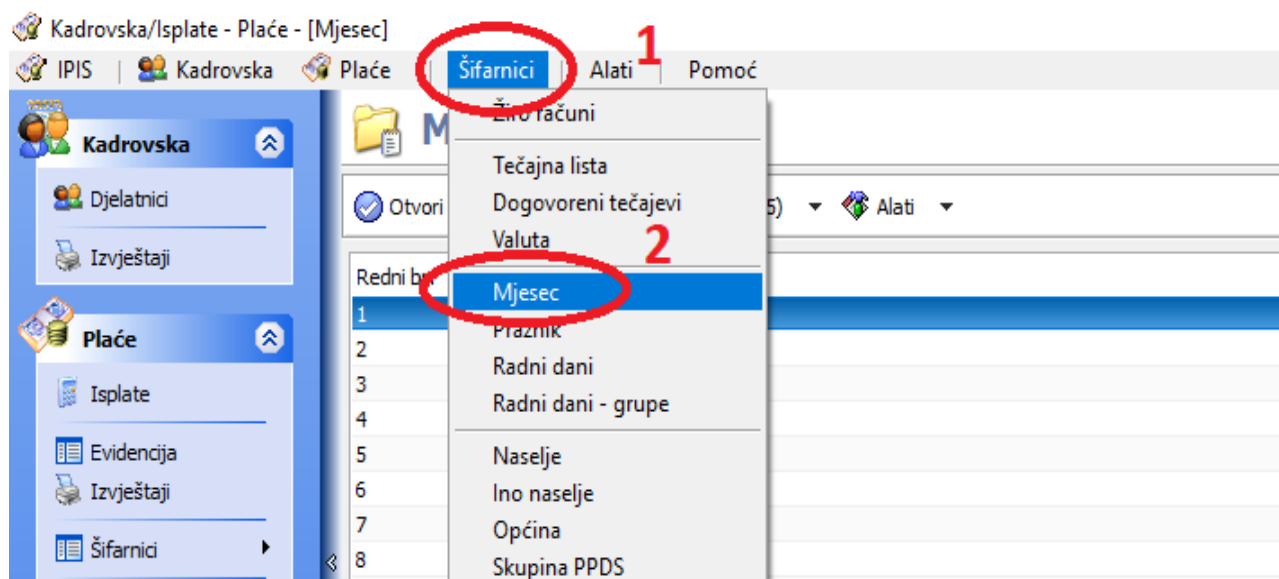 Kadrovska/Isplate - Plaće - [Mjesec]
1
IPIS | Kadrovska Plaće | Šifarnici | Alati | Pomoć
Kadrovska
Djelatnici
Izvještaji
Plaće
Isplate
Evidencija
Izvještaji
Šifarnici
M
Otvori 5) Alati
Redni b
1
2
3
4
5
6
7
8
Žiro računi
Tečajna lista
Dogovoreni tečajevi
Valuta
2
Mjesec
Praznik
Radni dani
Radni dani - grupe
Naselje
Ino naselje
Općina
Skupina PPDS